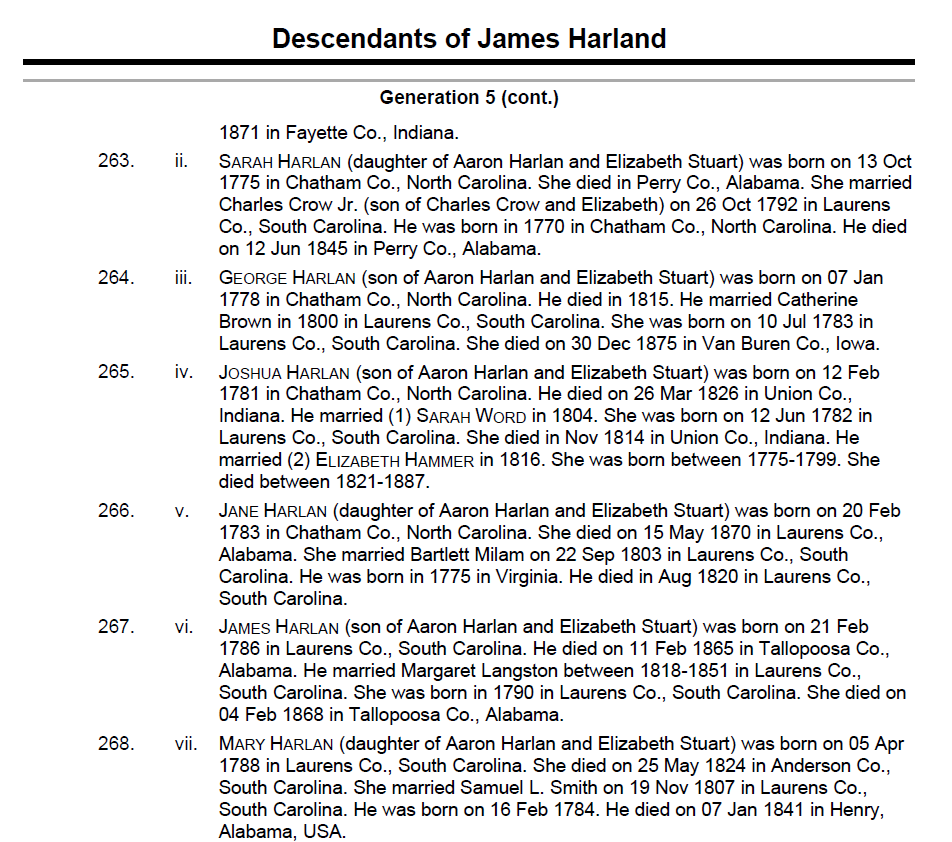 Descendants of James Harland
Generation 5 (cont.)
1871 in Fayette Co., Indiana.
263. ii. SARAH HARLAN (daughter of Aaron Harlan and Elizabeth Stuart) was born on 13 Oct
1775 in Chatham Co., North Carolina. She died in Perry Co., Alabama. She married
Charles Crow Jr. (son of Charles Crow and Elizabeth) on 26 Oct 1792 in Laurens
Co., South Carolina. He was born in 1770 in Chatham Co., North Carolina. He died
on 12 Jun 1845 in Perry Co., Alabama.
264. iii. GEORGE HARLAN (son of Aaron Harlan and Elizabeth Stuart) was born on 07 Jan
1778 in Chatham Co., North Carolina. He died in 1815. He married Catherine
Brown in 1800 in Laurens Co., South Carolina. She was born on 10 Jul 1783 in
Laurens Co., South Carolina. She died on 30 Dec 1875 in Van Buren Co., Iowa.
265. iv. JOSHUA HARLAN (son of Aaron Harlan and Elizabeth Stuart) was born on 12 Feb
1781 in Chatham Co., North Carolina. He died on 26 Mar 1826 in Union Co.,
Indiana. He married (1) SARAH WORD in 1804. She was born on 12 Jun 1782 in
Laurens Co., South Carolina. She died in Nov 1814 in Union Co., Indiana. He
married (2) ELIZABETH HAMMER in 1816. She was born between 1775-1799. She
died between 1821-1887.
266. v. JANE HARLAN (daughter of Aaron Harlan and Elizabeth Stuart) was born on 20 Feb
1783 in Chatham Co., North Carolina. She died on 15 May 1870 in Laurens Co.,
Alabama. She married Bartlett Milam on 22 Sep 1803 in Laurens Co., South
Carolina. He was born in 1775 in Virginia. He died in Aug 1820 in Laurens Co.,
South Carolina.
267. vi. JAMES HARLAN (son of Aaron Harlan and Elizabeth Stuart) was born on 21 Feb
1786 in Laurens Co., South Carolina. He died on 11 Feb 1865 in Tallopoosa Co.,
Alabama. He married Margaret Langston between 1818-1851 in Laurens Co.,
South Carolina. She was born in 1790 in Laurens Co., South Carolina. She died on
04 Feb 1868 in Tallopoosa Co., Alabama.
268. vii. MARY HARLAN (daughter of Aaron Harlan and Elizabeth Stuart) was born on 05 Apr
1788 in Laurens Co., South Carolina. She died on 25 May 1824 in Anderson Co.,
South Carolina. She married Samuel L. Smith on 19 Nov 1807 in Laurens Co.,
South Carolina. He was born on 16 Feb 1784. He died on 07 Jan 1841 in Henry,
Alabama, USA.